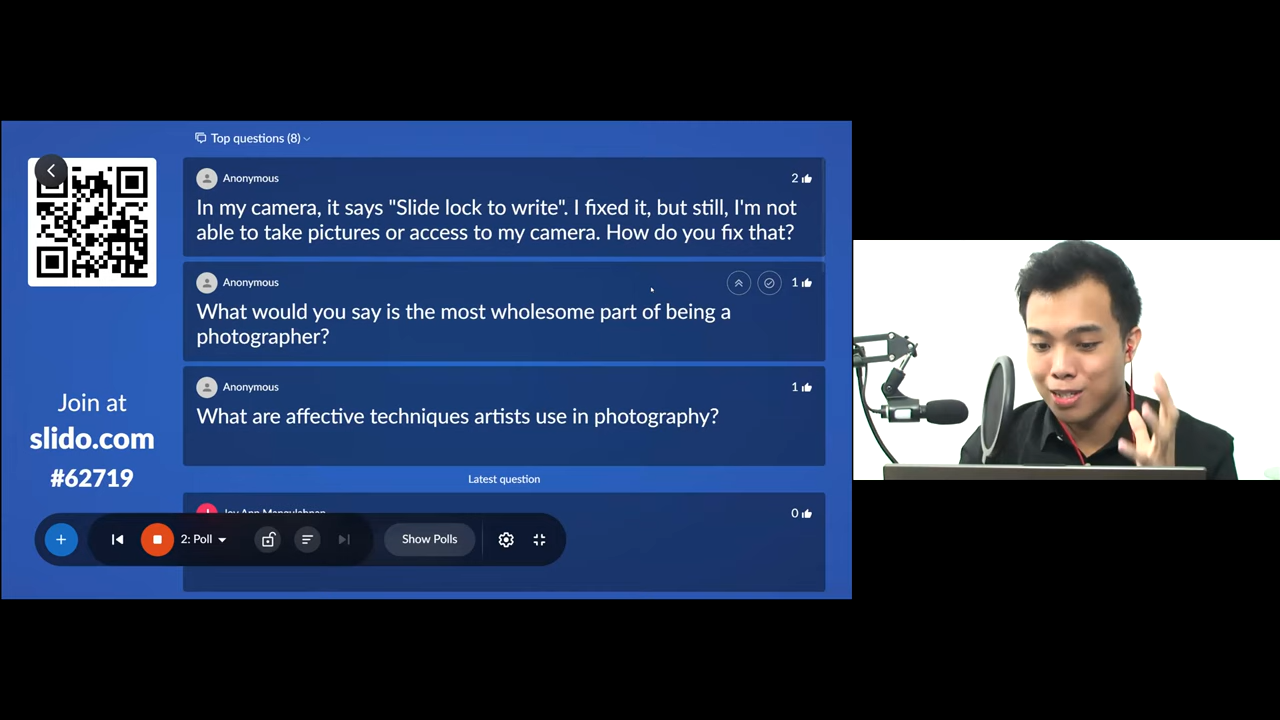 Top questions (8)
Anonymous
2
In my camera, it says "Slide lock to write". I fixed it, but still, I'm not
able to take pictures or access to my camera. How do you fix that?
Anonymous
1
What would you say is the most wholesome part of being a
photographer?
Anonymous
1
What are affective techniques artists use in photography?
Latest question
0
Join at
slido.com
#62719
2: Poll
Show Polls